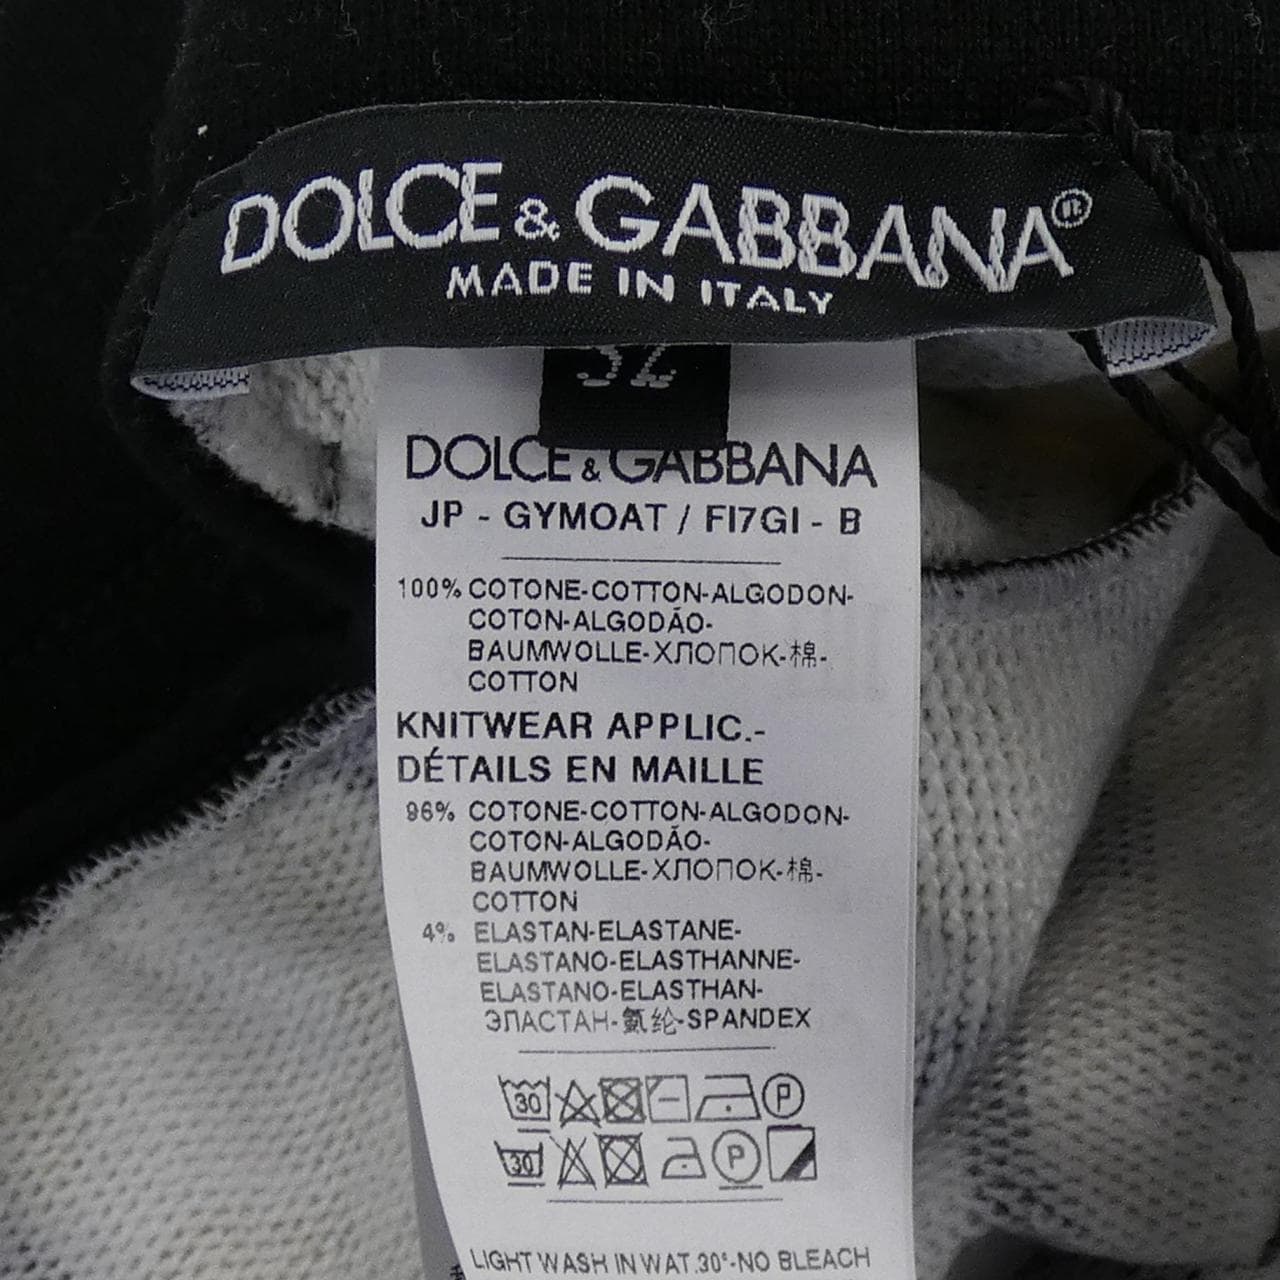 DOLCE & GABBANA®
MADE IN ITALY
DOLCE & GABBANA
JP - GYMOAT / FI7GI - B
100% COTONE-COTTON-ALGODON-
COTON-ALGODÃO-
BAUMWOLLE-ХЛОПОК-棉-
COTTON
KNITWEAR APPLIC.-
DÉTAILS EN MAILLE
96% COTONE-COTTON-ALGODON-
COTON-ALGODÃO-
BAUMWOLLE-ХЛОПОК-棉-
COTTON
4% ELASTAN-ELASTANE-
ELASTANO-ELASTHANNE-
ELASTANO-ELASTHAN-
ЭЛАСТАН-氨纶-SPANDEX
30 P
30 P
LIGHT WASH IN WAT.30°-NO BLEACH